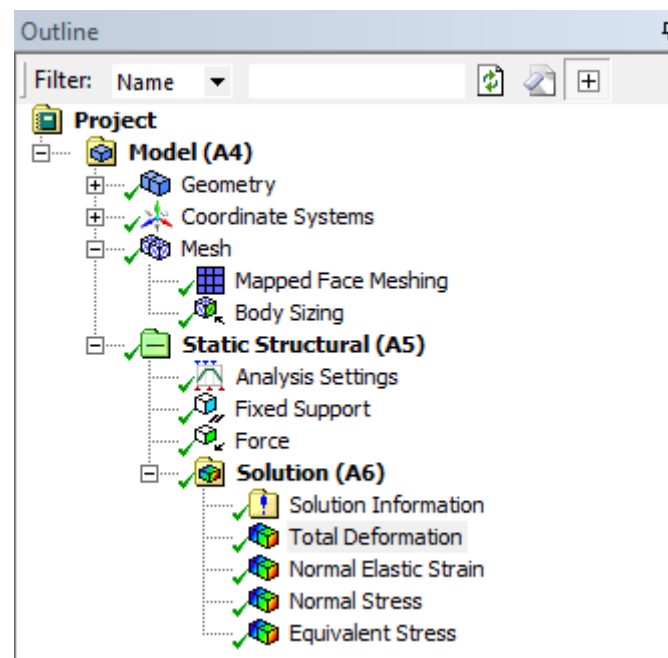 Outline
Filter: Name
Project
Model (A4)
Geometry
Coordinate Systems
Mesh
Mapped Face Meshing
Body Sizing
Static Structural (A5)
Analysis Settings
Fixed Support
Force
Solution (A6)
Solution Information
Total Deformation
Normal Elastic Strain
Normal Stress
Equivalent Stress